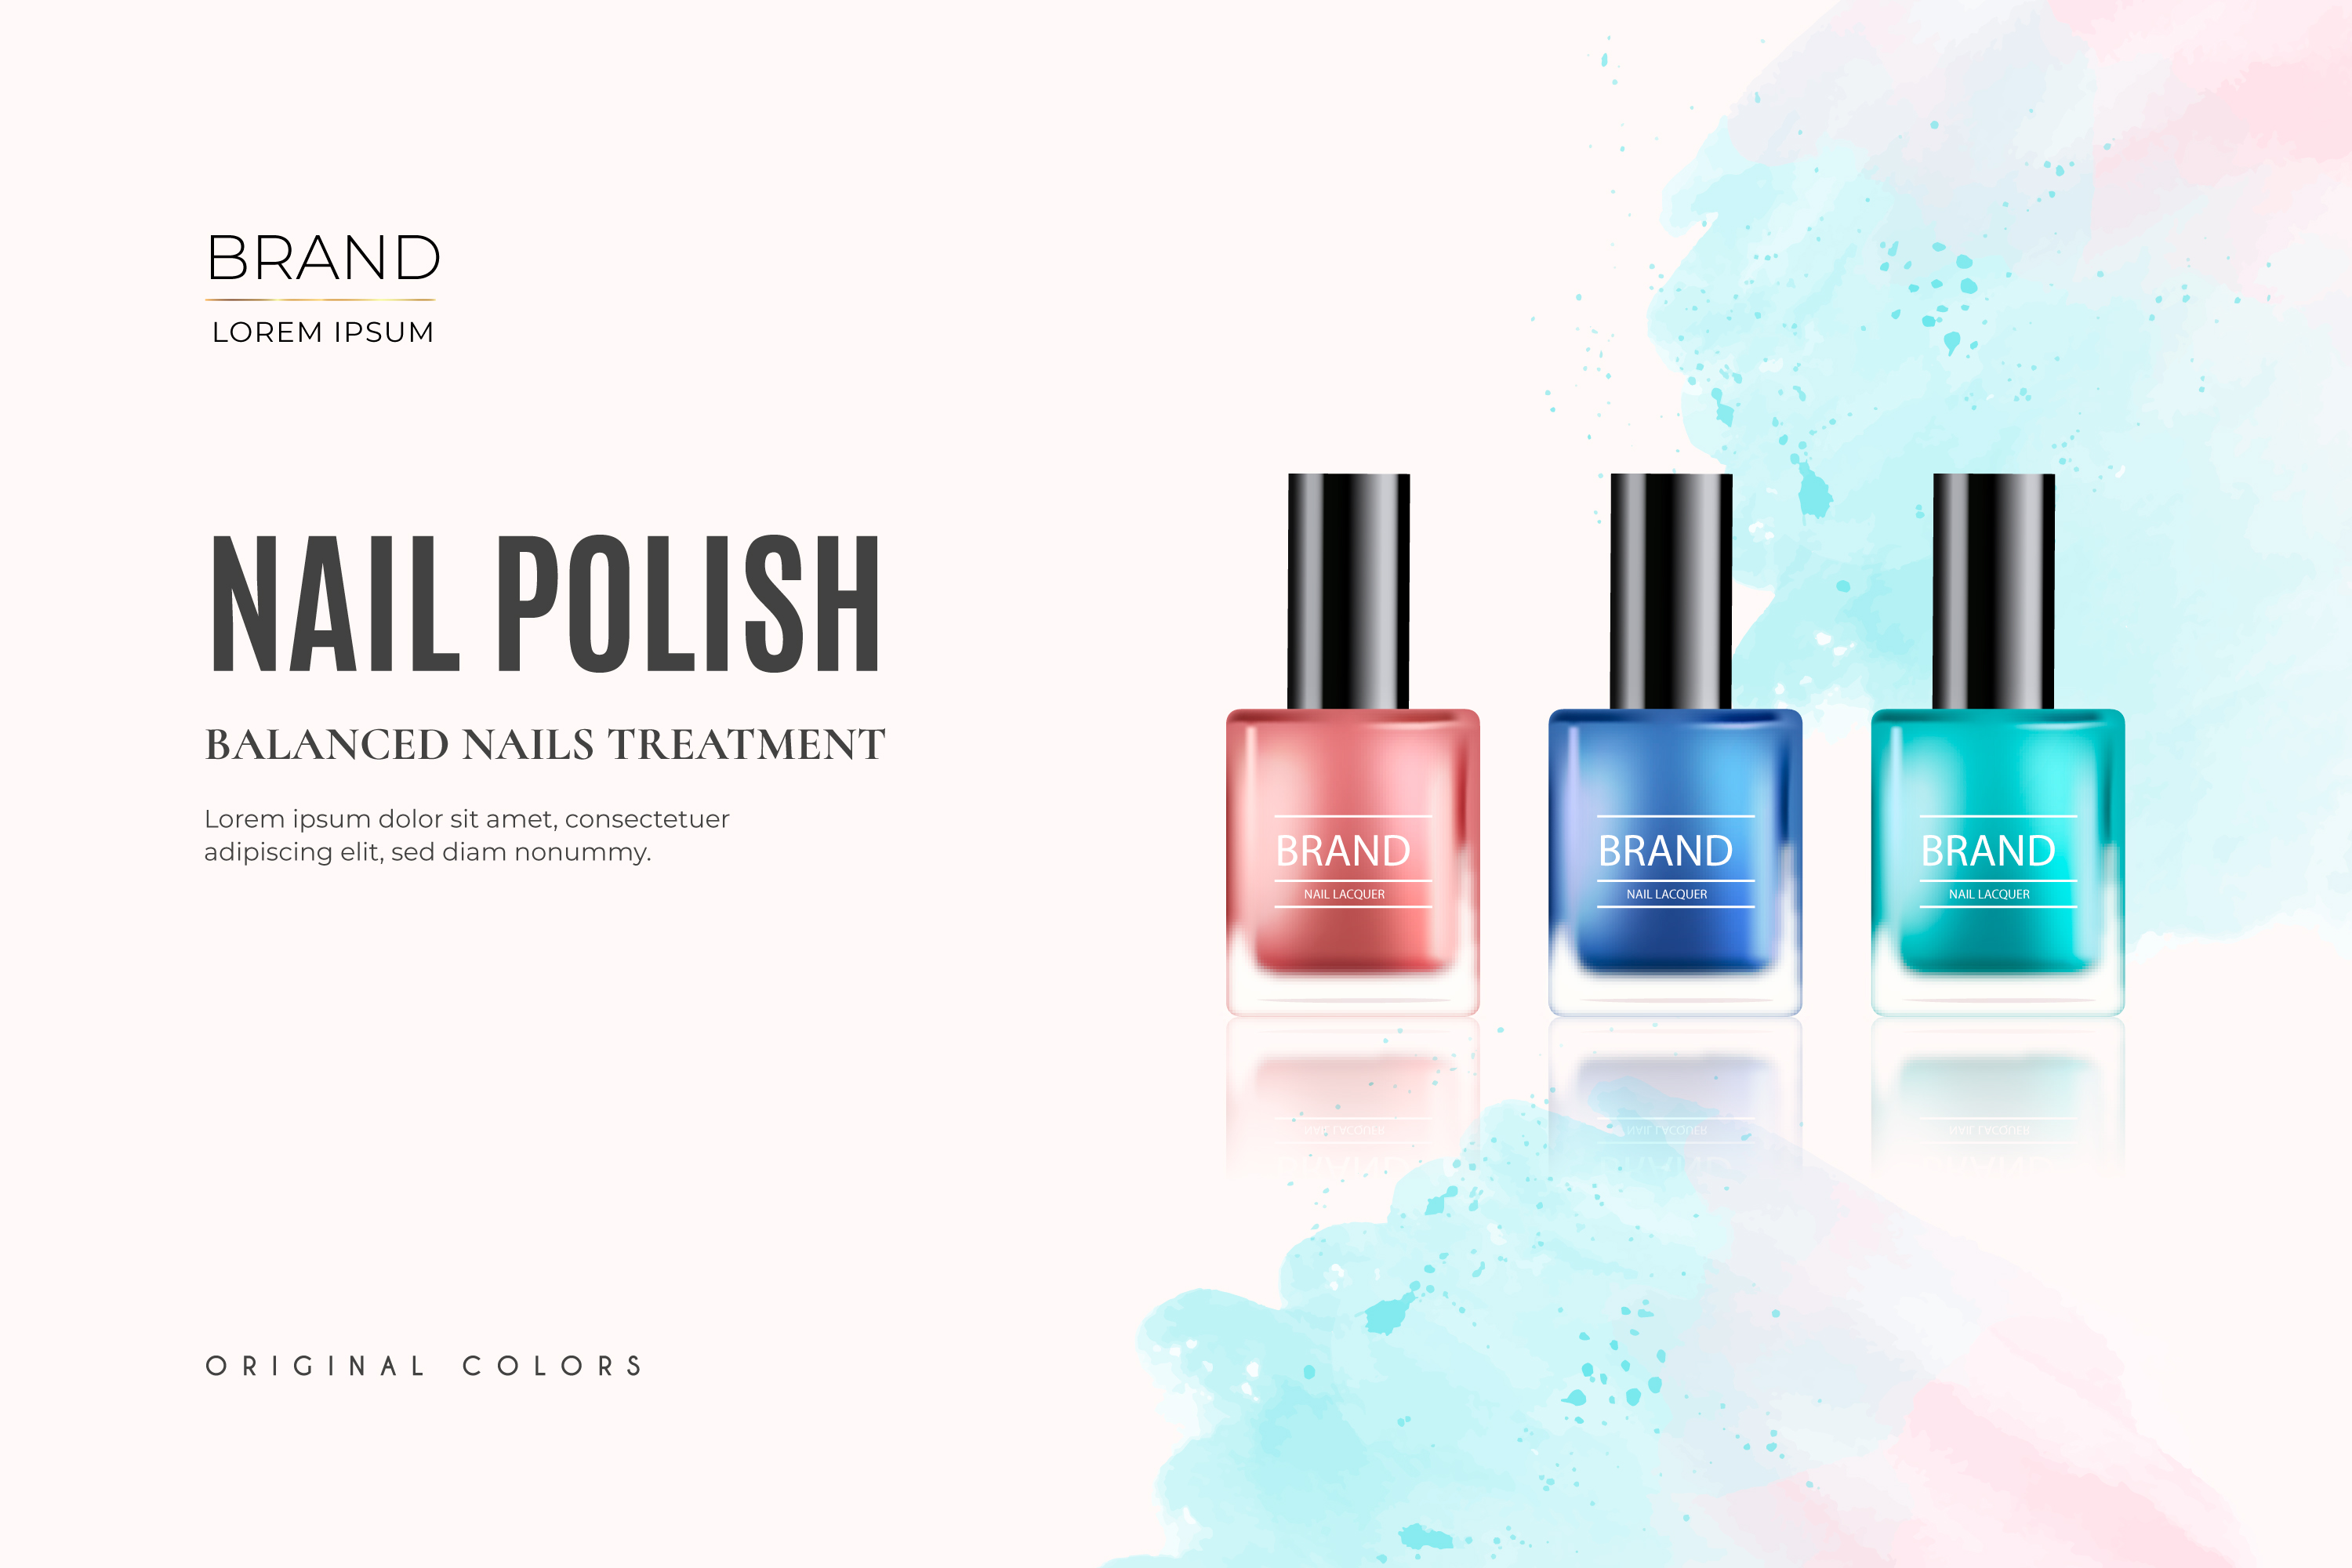 BRAND
LOREM IPSUM
NAIL POLISH
BALANCED NAILS TREATMENT
Lorem ipsum dolor sit amet, consectetuer
adipiscing elit, sed diam nonummy.
BRAND
NAIL LACQUER
BRAND
NAIL LACQUER
BRAND
NAIL LACQUER
ORIGINAL COLORS